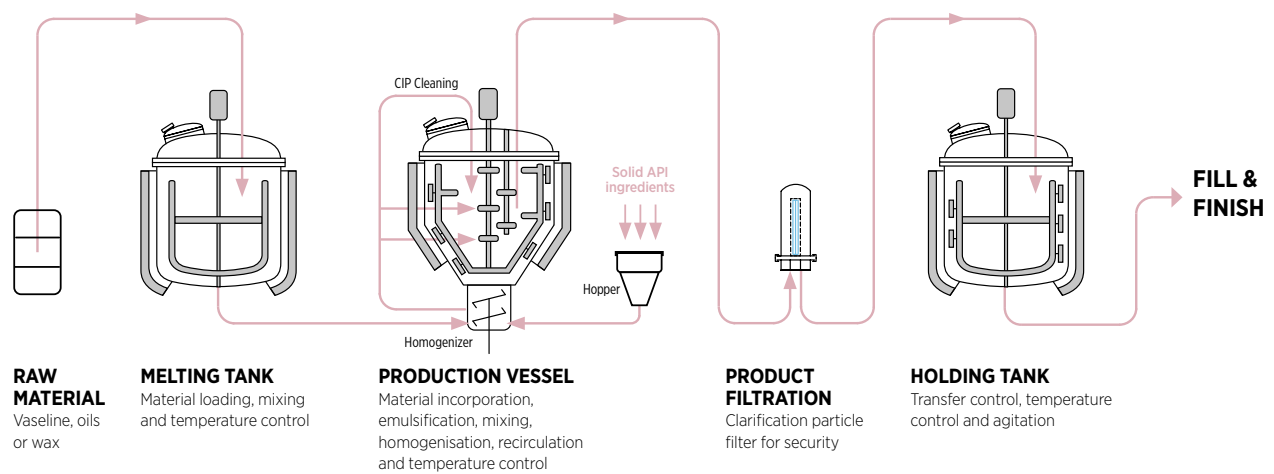 CIP Cleaning
Solid API
ingredients
Hopper
Homogenizer
FILL &
FINISH
RAW
MATERIAL
Vaseline, oils
or wax
MELTING TANK
Material loading, mixing
and temperature control
PRODUCTION VESSEL
Material incorporation,
emulsification, mixing,
homogenisation, recirculation
and temperature control
PRODUCT
FILTRATION
Clarification particle
filter for security
HOLDING TANK
Transfer control, temperature
control and agitation